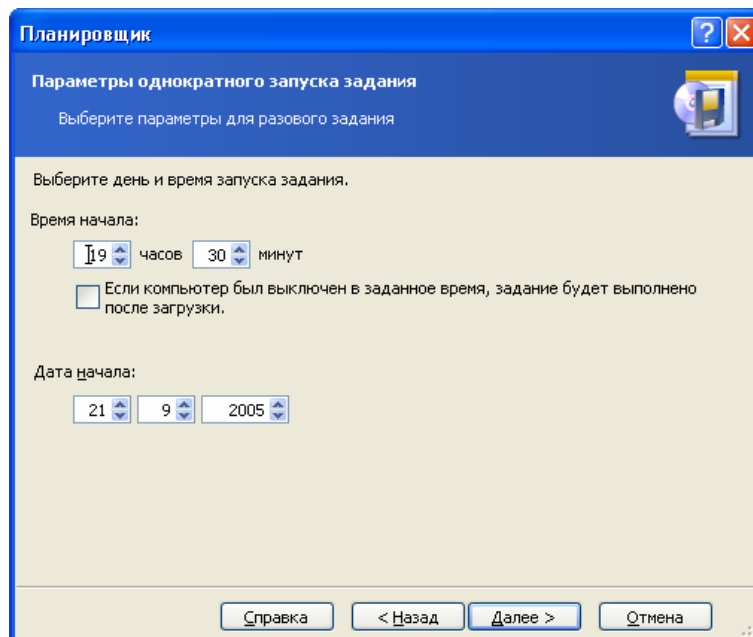 Планировщик
Параметры однократного запуска задания
Выберите параметры для разового задания
Выберите день и время запуска задания.
Время начала:
19 часов 30 минут
Если компьютер был выключен в заданное время, задание будет выполнено
после загрузки.
Дата начала:
21 9 2005
Справка < Назад Далее > Отмена